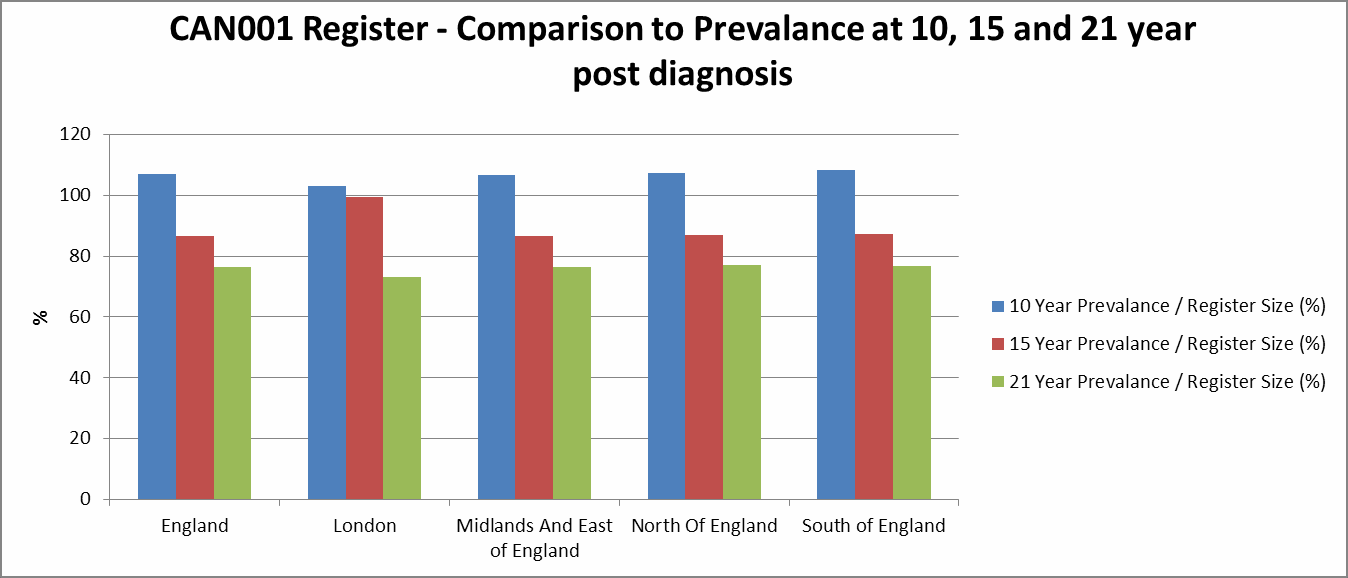 CAN001 Register - Comparison to Prevalance at 10, 15 and 21 year
post diagnosis
120
100
80
60
40
20
0
%
England
London
Midlands And East
of England
North Of England
South of England
10 Year Prevalance / Register Size (%)
15 Year Prevalance / Register Size (%)
21 Year Prevalance / Register Size (%)